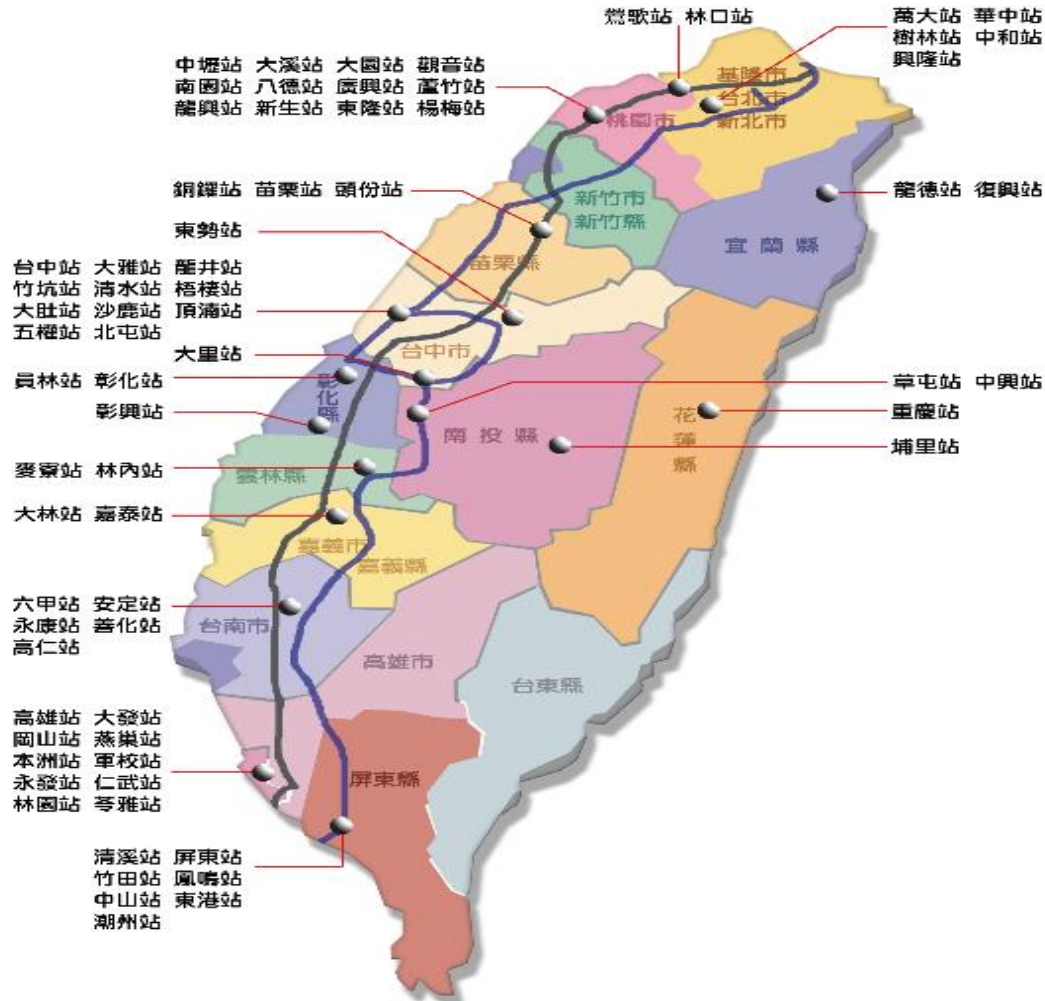 鶯歌站 林口站
萬大站 華中站
樹林站 中和站
興隆站
中壢站 大溪站 大園站 觀音站
南園站 八德站 廣興站 蘆竹站
龍興站 新生站 東隆站 楊梅站
基隆市
台北市
新北市
桃園市
銅鑼站 苗栗站 頭份站
新竹市
新竹縣
龍德站 復興站
宜蘭縣
東勢站
苗栗縣
台中站 大雅站 龍井站
竹坑站 清水站 梧棲站
大肚站 沙鹿站 頂湳站
五權站 北屯站
台中市
大里站
員林站 彰化站
彰化縣
草屯站 中興站
彰興站
重慶站
花蓮縣
南投縣
埔里站
麥寮站 林內站
雲林縣
大林站 嘉泰站
嘉義市
嘉義縣
六甲站 安定站
永康站 善化站
高仁站
台南市
高雄市
台東縣
高雄站 大發站
岡山站 燕巢站
本洲站 軍校站
永發站 仁武站
林園站 苓雅站
屏東縣
清溪站 屏東站
竹田站 鳳鳴站
中山站 東港站
潮州站